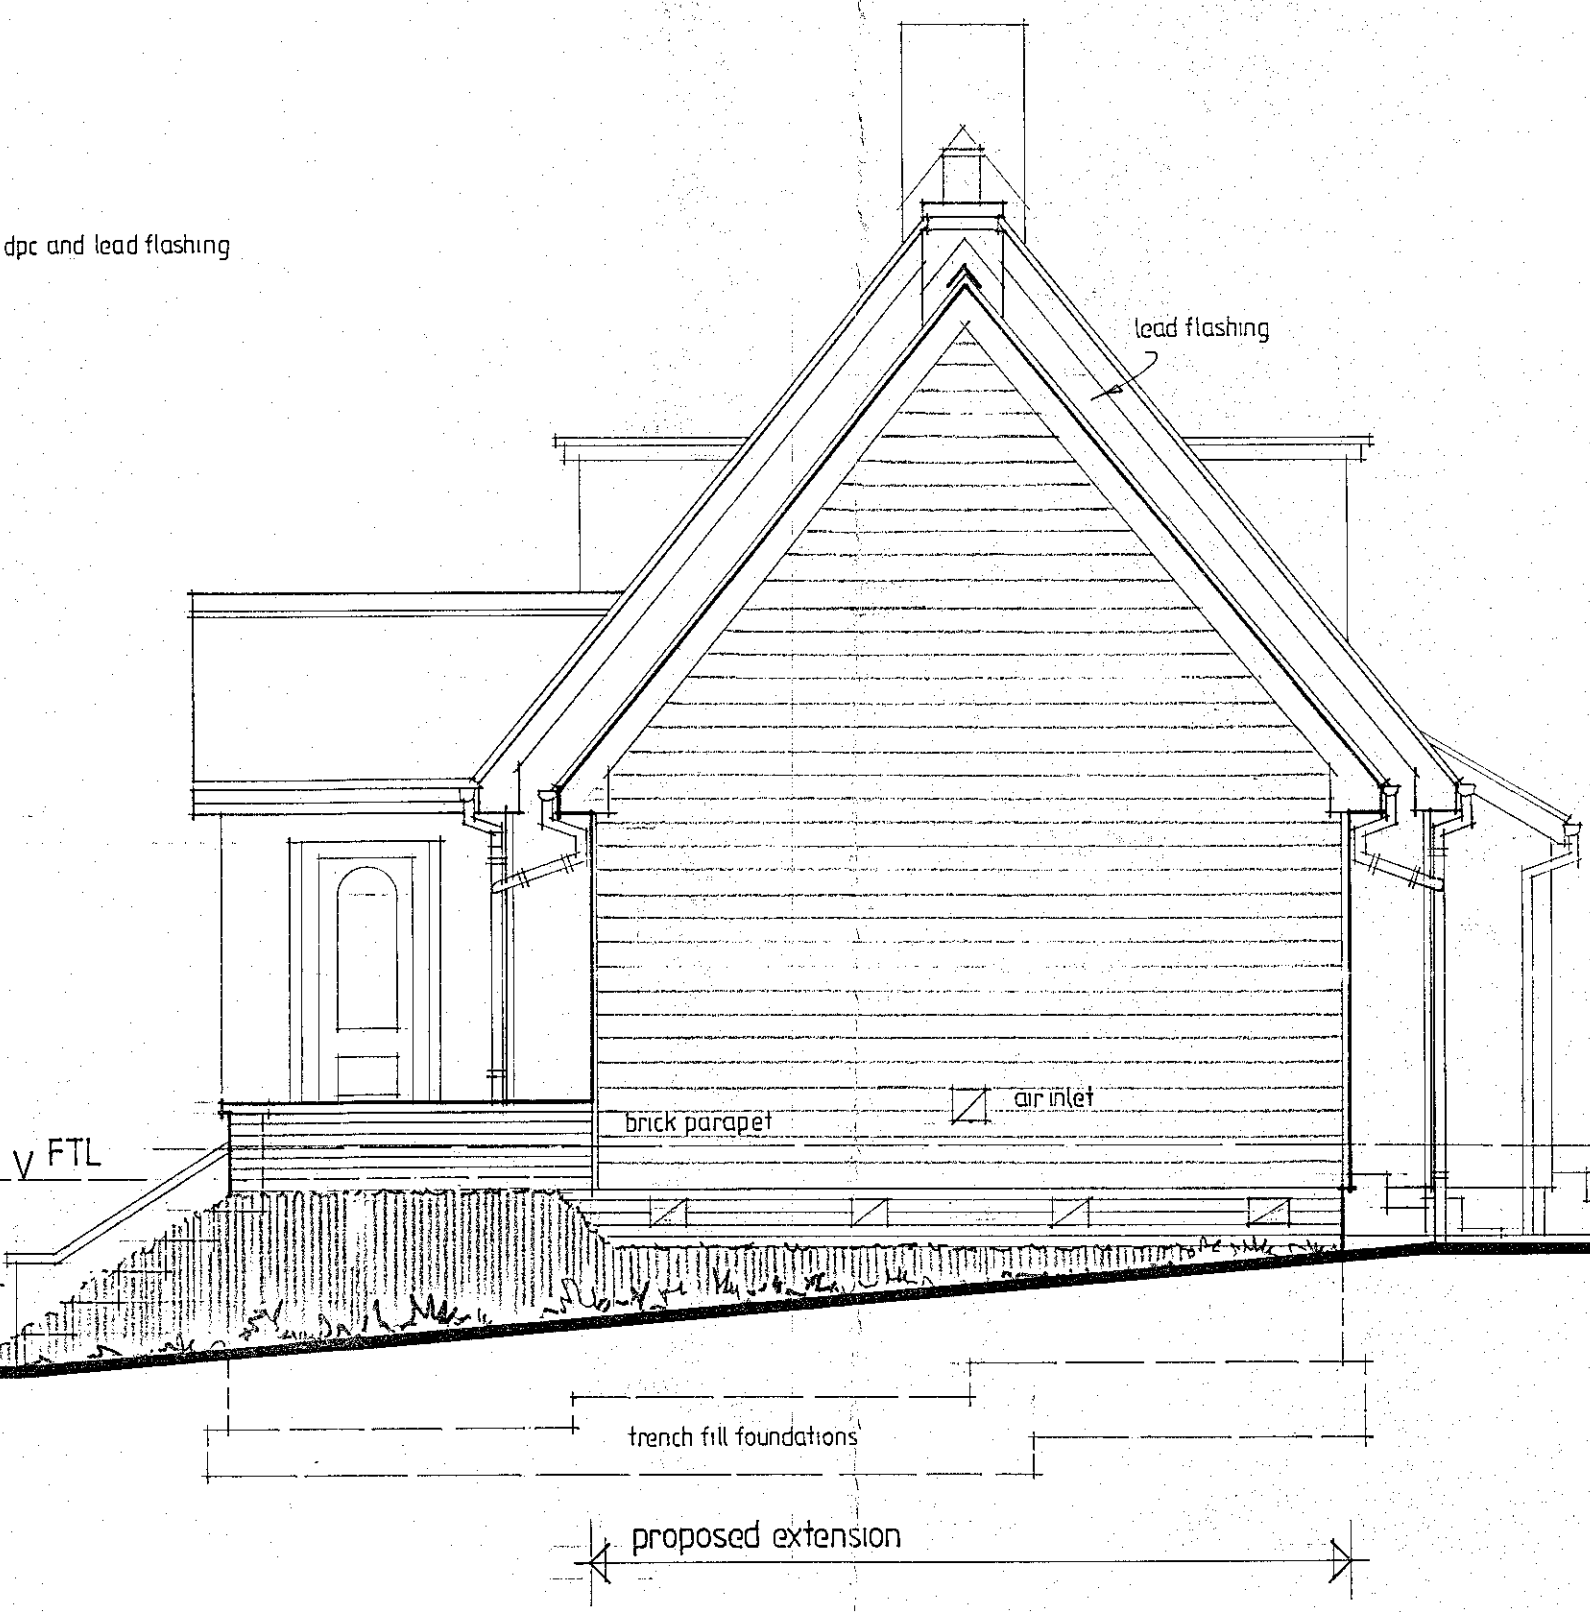 dpc and lead flashing
lead flashing
air inlet
brick parapet
FTL
trench fill foundations
proposed extension